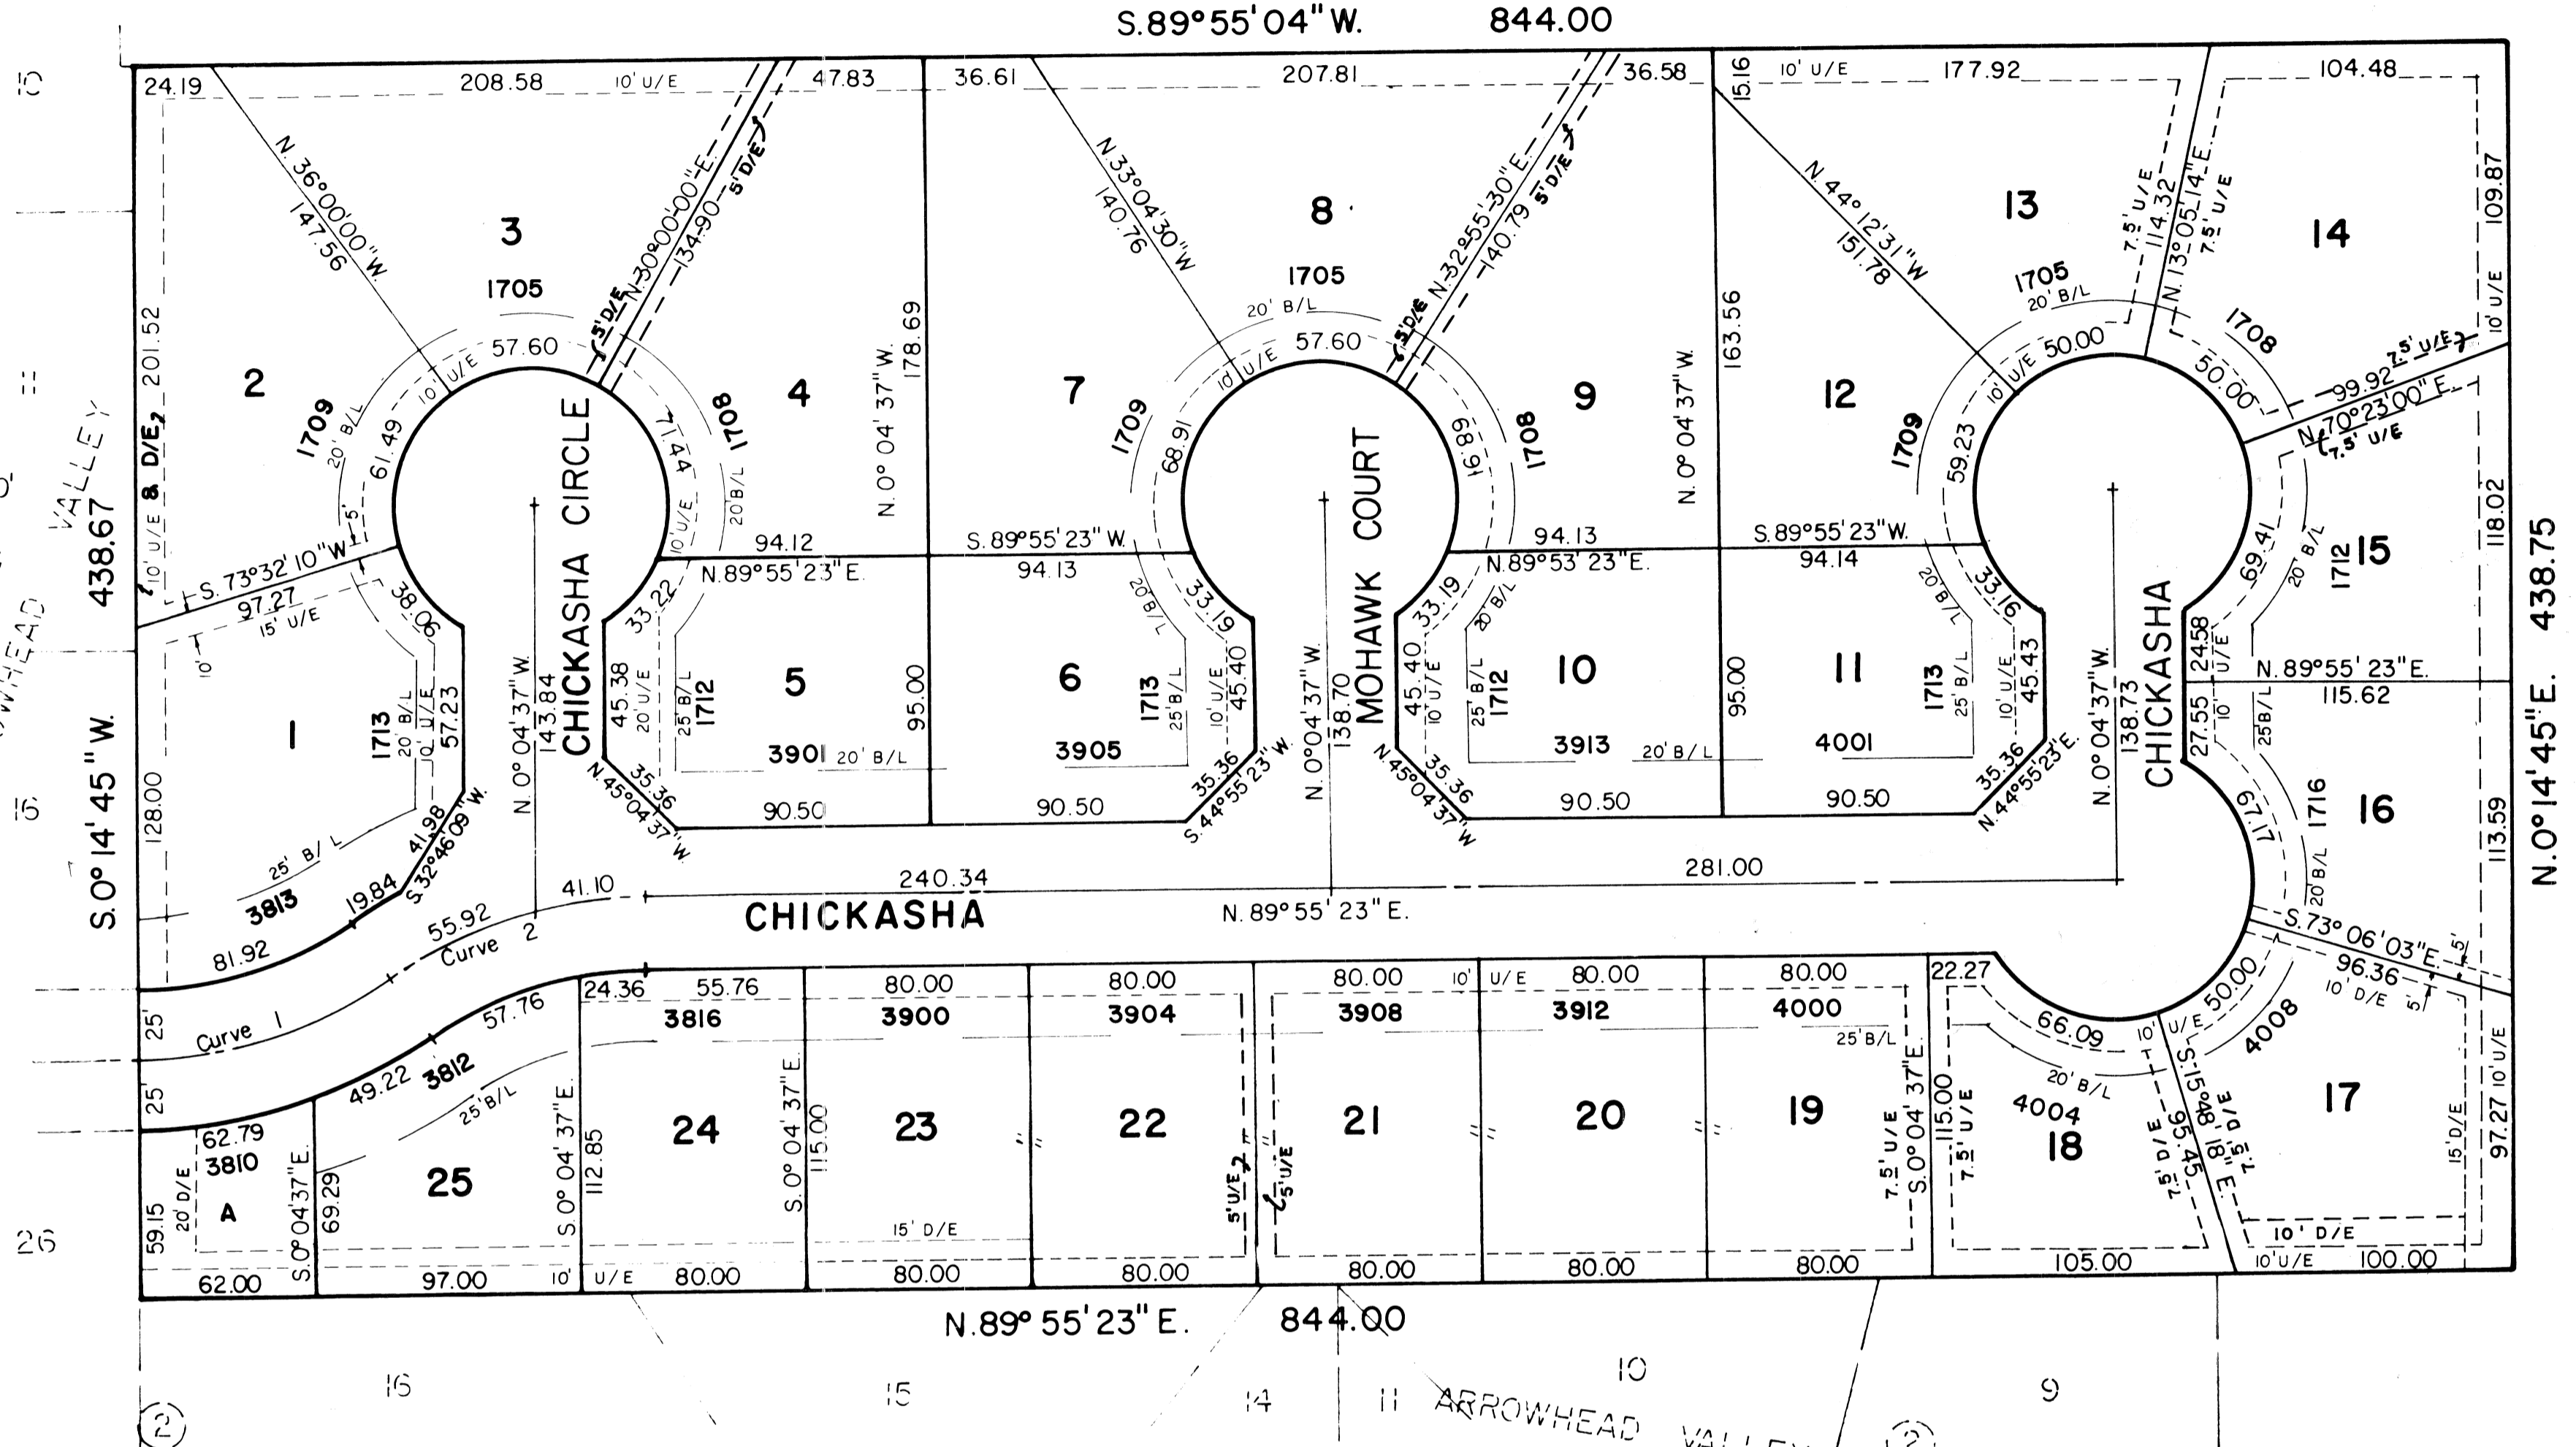 S.89°55'04"W. 844.00
24.19 208.58 10' U/E 47.83 36.61 207.81 36.58 15.16 10' U/E 177.92 104.48
N.36°00'00"W.
147.56
3
1705
N.30°00'00"E.
134.90
5' D/E
5' D/E
57.60
10' U/E
2
1709
20' B/L
61.49
201.52
10' U/E & D/E
5'
S.73°32'10"W.
97.27
15' U/E
10'
38.06
4
1708
71.44
20' B/L
10' U/E
94.12
N.89°55'23"E.
N.0°04'37"W.
178.69
CHICKASHA CIRCLE
N.0°04'37"W.
143.84
N.33°04'30"W
140.76
8
1705
20' B/L
57.60
10' U/E
N.32°55'30"E.
140.79
5' D/E
5' D/E
7
1709
68.91
S.89°55'23"W.
94.13
9
1708
68.91
94.13
N.89°53'23"E.
N.0°04'37"W.
163.56
MOHAWK COURT
N.0°04'37"W.
138.70
N.44°12'31"W
151.78
13
1705
20' B/L
50.00
10' U/E
7.5' U/E
114.32
N.13°05'14"E.
7.5' U/E
14
1708
50.00
109.87
10' U/E
7.5' U/E
99.92
N.70°23'00"E.
7.5' U/E
12
1709
59.23
S.89°55'23"W.
94.14
15
1712
69.41
20' B/L
118.02
24.58
10' U/E
N.89°55'23"E.
115.62
CHICKASHA
N.0°04'37"W.
138.73
VALLEY
S.0°14'45"W. 438.67
N.0°14'45"E. 438.75
1
1713
20' B/L
10' U/E
57.23
128.00
25' B/L
3813
41.98
S.32°46'09"W.
19.84
81.92
5
33.22
45.38
20' U/E
25' B/L
1712
3901 20' B/L
35.36
N.45°04'37"W.
90.50
95.00
6
20' B/L
33.19
45.40
10' U/E
25' B/L
1713
3905
35.36
S.44°55'23"W.
90.50
10
33.19
20' B/L
45.40
10' U/E
25' B/L
1712
3913 20' B/L
35.36
N.45°04'37"W
90.50
95.00
11
20' B/L
33.16
45.43
10' U/E
25' B/L
1713
4001
35.36
N.44°55'23"E.
90.50
16
1716
20' B/L
25' B/L
27.55
10'
67.17
113.59
S.73°06'03"E.
96.36
10' D/E
5'
5'
41.10 240.34 281.00
CHICKASHA N.89°55'23"E.
55.92
Curve 2
Curve 1
25'
25'
62.79
3810
A
20' D/E
59.15
S.0°04'37"E.
62.00
49.22
3812
57.76
25' B/L
25
69.29
S.0°04'37"E.
112.85
97.00
10' U/E
24.36 55.76
3816
24
80.00
S.0°04'37"E.
115.00
80.00
3900
23
15' D/E
80.00
80.00
3904
22
5' U/E
80.00
80.00 10' U/E
3908
21
5' U/E
80.00
80.00
3912
20
80.00
80.00
4000
25' B/L
19
7.5' U/E
S.0°04'37"E.
115.00
80.00
22.27
66.09
10' U/E
20' B/L
4004
18
7.5' U/E
7.5' D/E
95.45
S.15°48'18"E.
7.5' D/E
105.00
50.00
4008
17
15' D/E
97.27 10' U/E
10' D/E
10' U/E 100.00
N.89°55'23"E. 844.00
15
11
16
26
16 15 14 11 10 9
ARROWHEAD
2
2